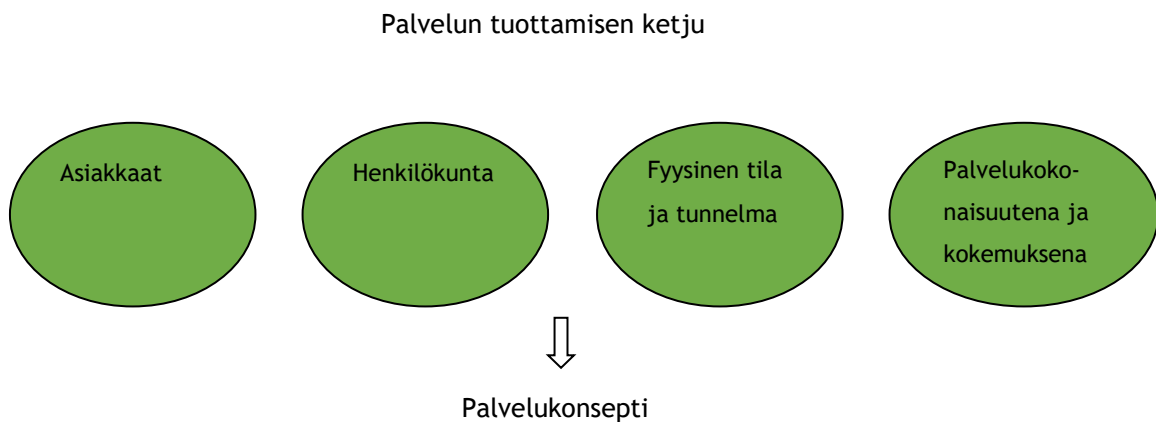 Palvelun tuottamisen ketju
Asiakkaat
Henkilökunta
Fyysinen tila
ja tunnelma
Palvelukoko-
naisuutena ja
kokemuksena
Palvelukonsepti